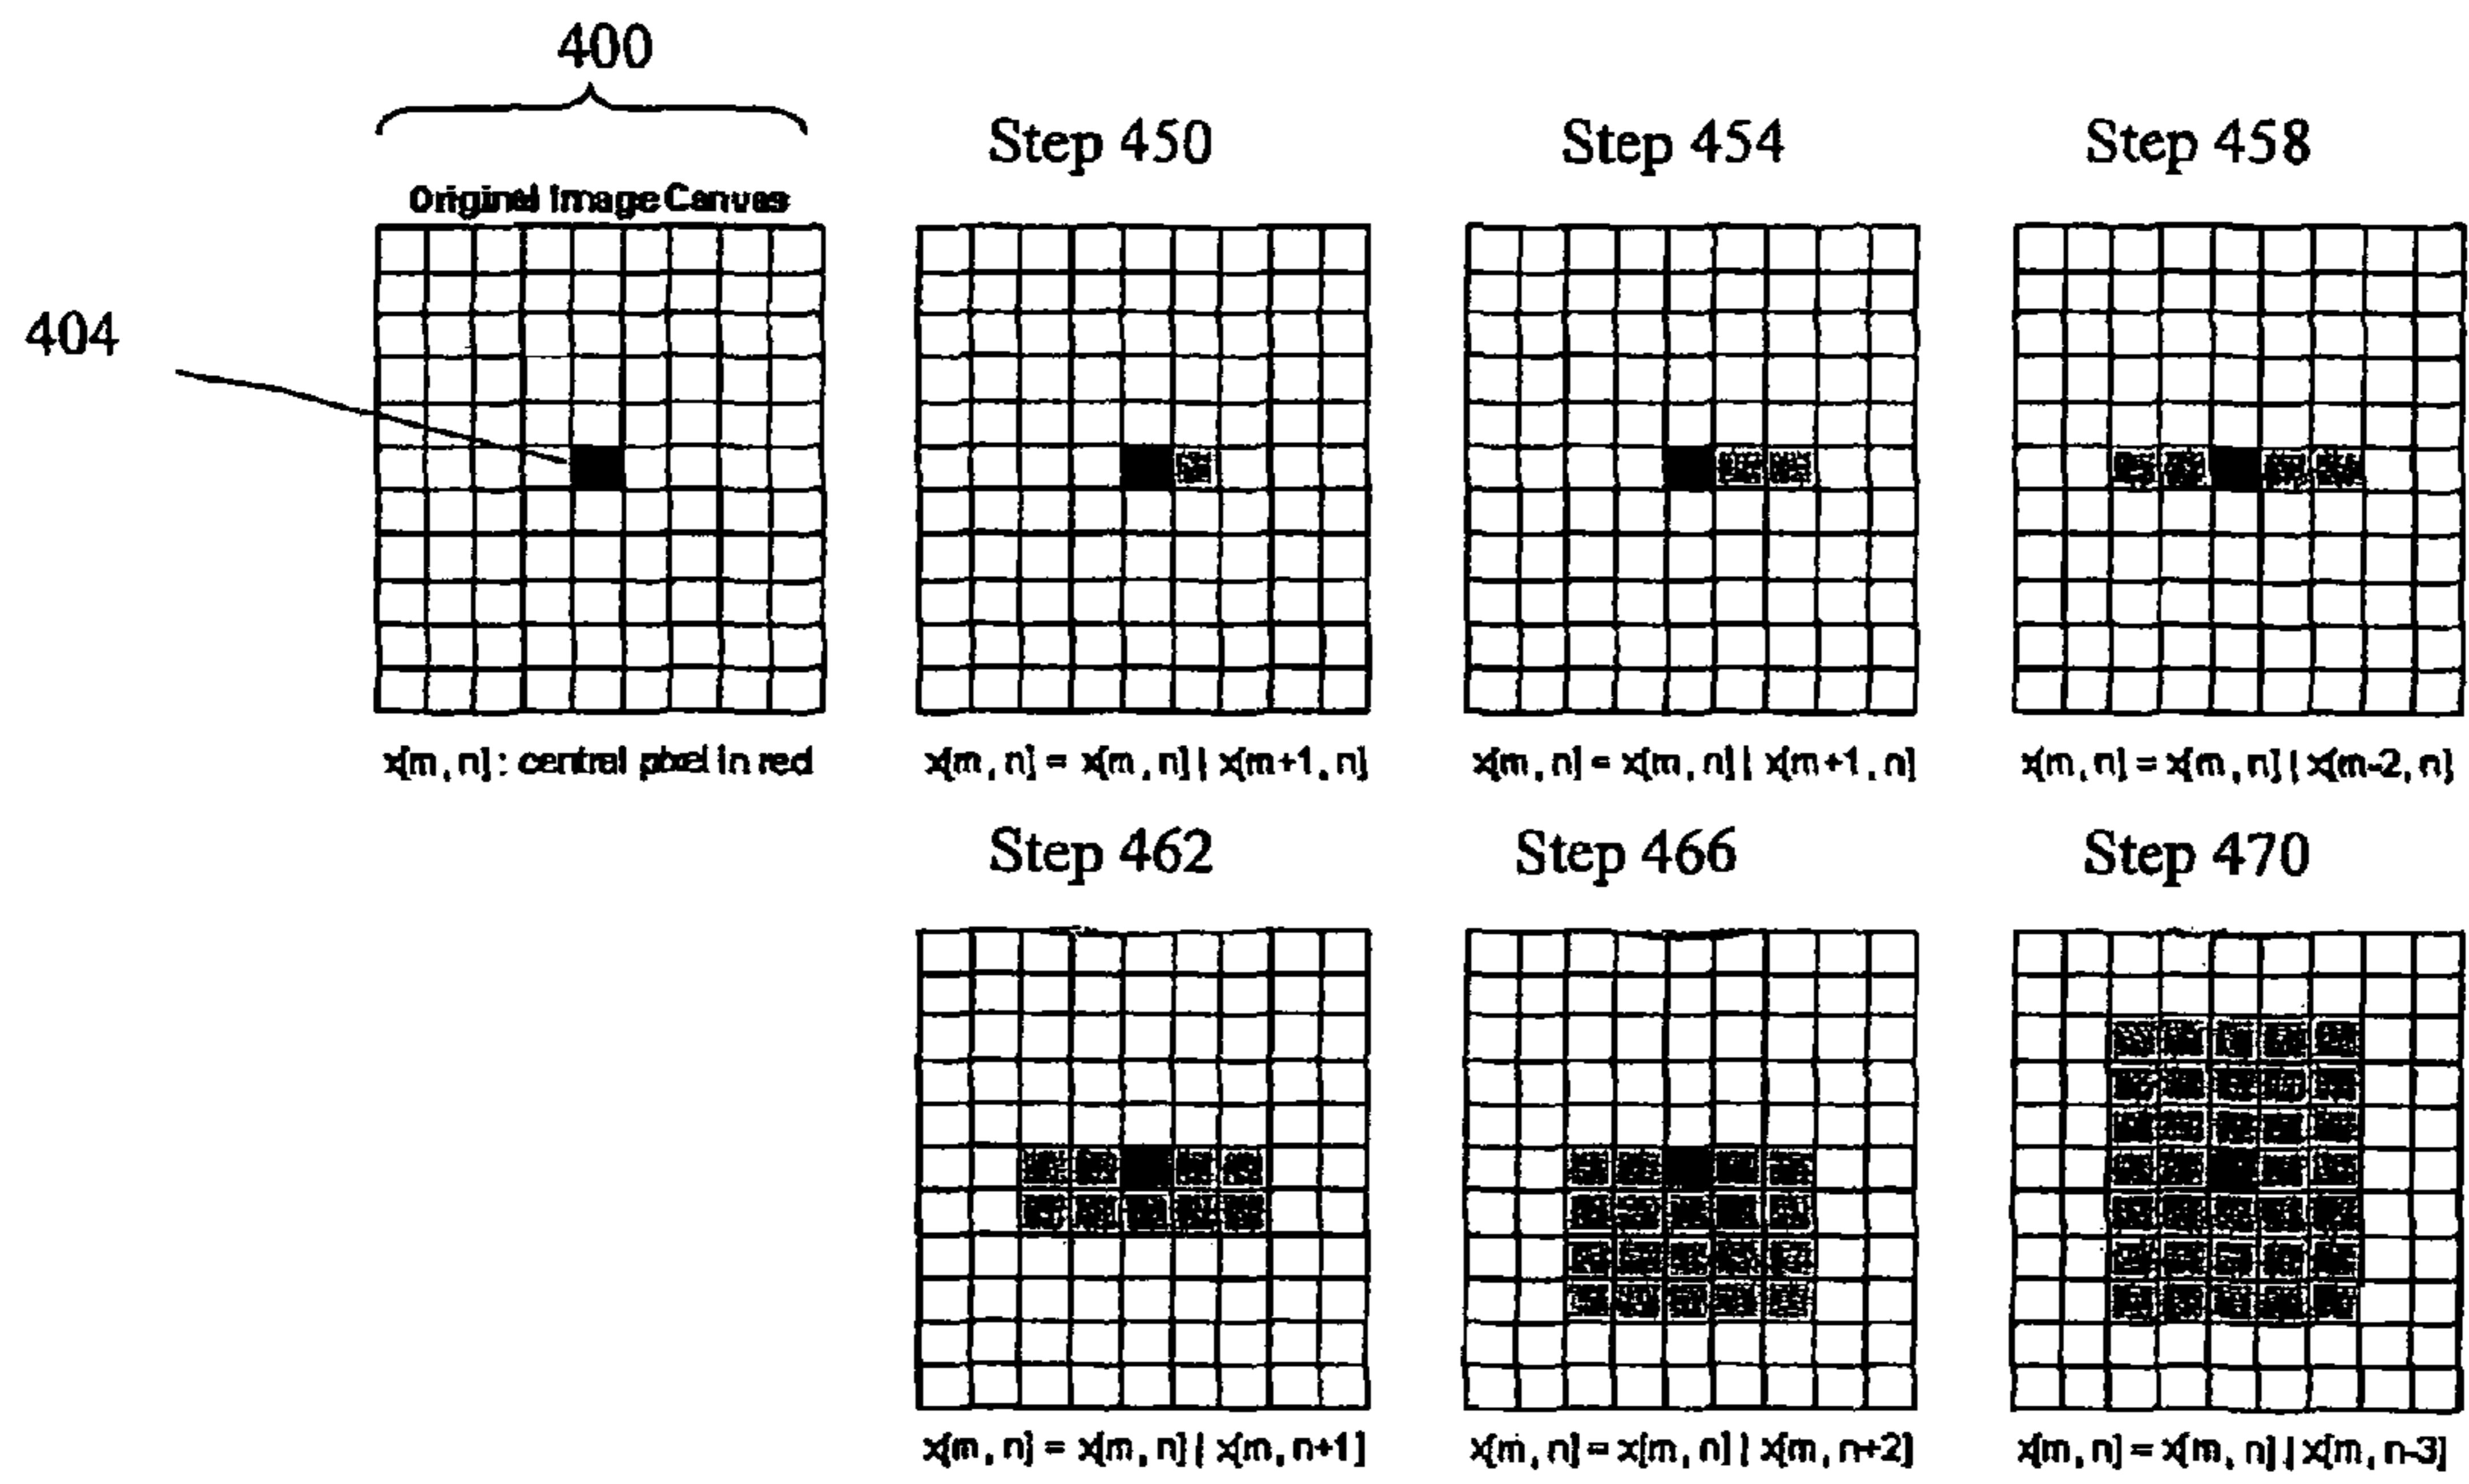 400
Step 450
Step 454
Step 458
Original Image Canvas
404
x[m, n] : central pixel in red
x[m, n] = x[m, n] | x[m+1, n]
x[m, n] = x[m, n] | x[m+1, n]
x[m, n] = x[m, n] | x[m-2, n]
Step 462
Step 466
Step 470
x[m, n] = x[m, n] | x[m, n+1]
x[m, n] = x[m, n] | x[m, n+2]
x[m, n] = x[m, n] | x[m, n-3]